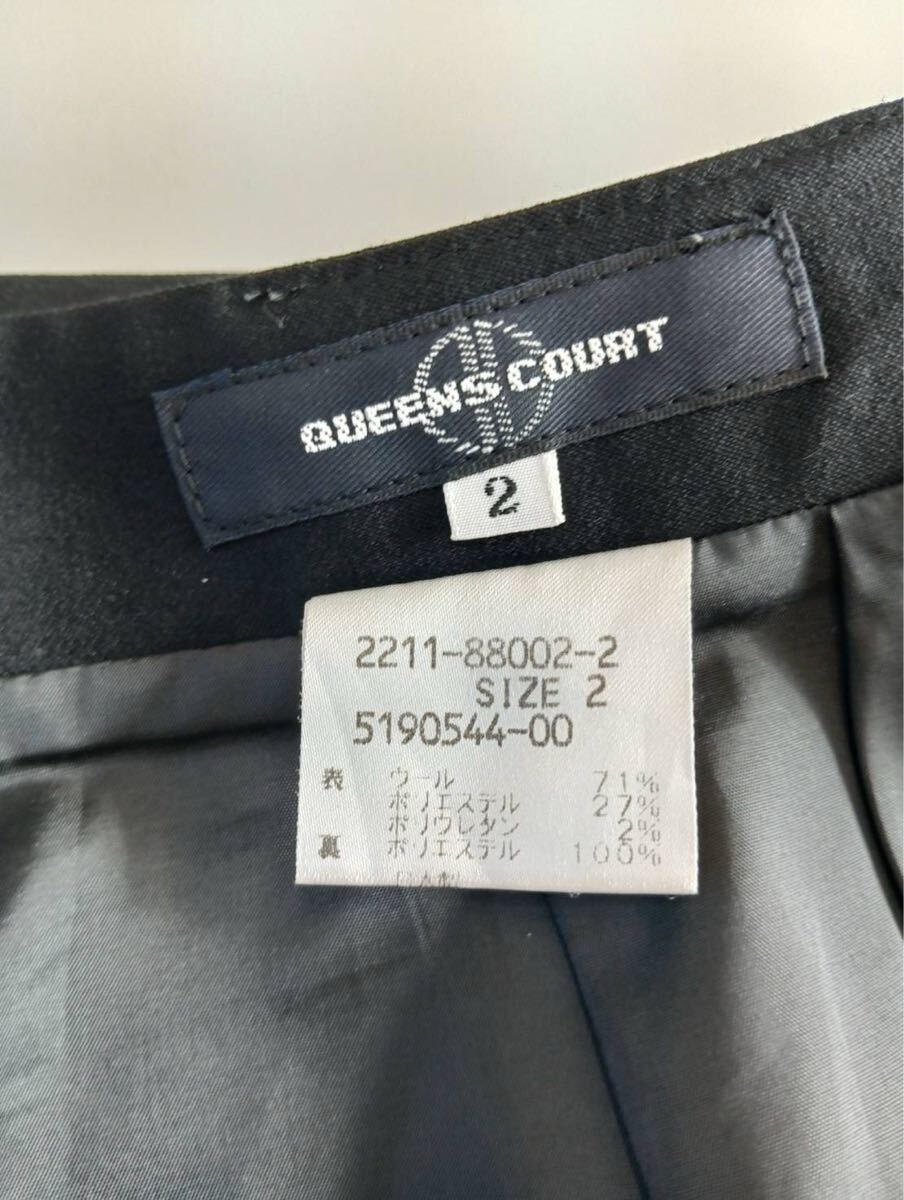 QUEENS COURT
2
2211-88002-2
SIZE 2
5190544-00
表 ウール 71%
ポリエステル 27%
ポリウレタン 2%
裏 ポリエステル 100%